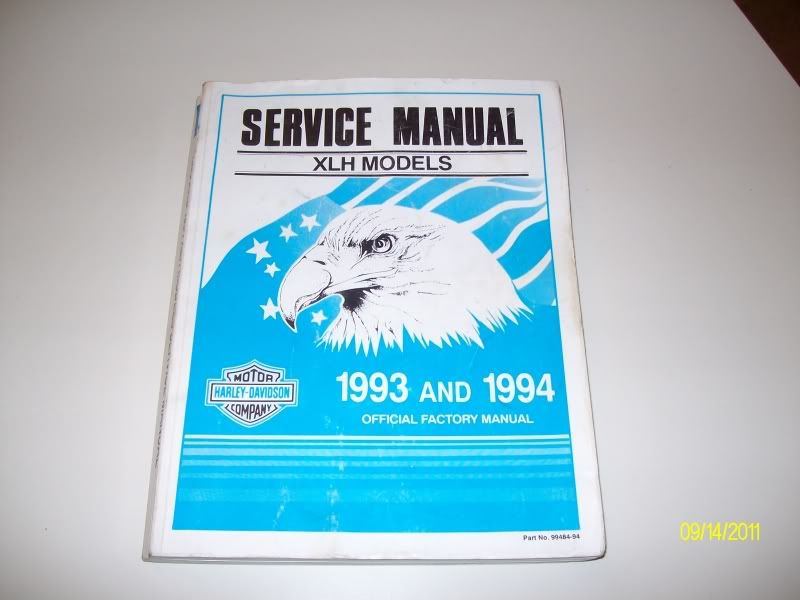 SERVICE MANUAL
XLH MODELS
MOTOR
HARLEY-DAVIDSON
COMPANY
1993 AND 1994
OFFICIAL FACTORY MANUAL
Part No. 99484-94
09/14/2011